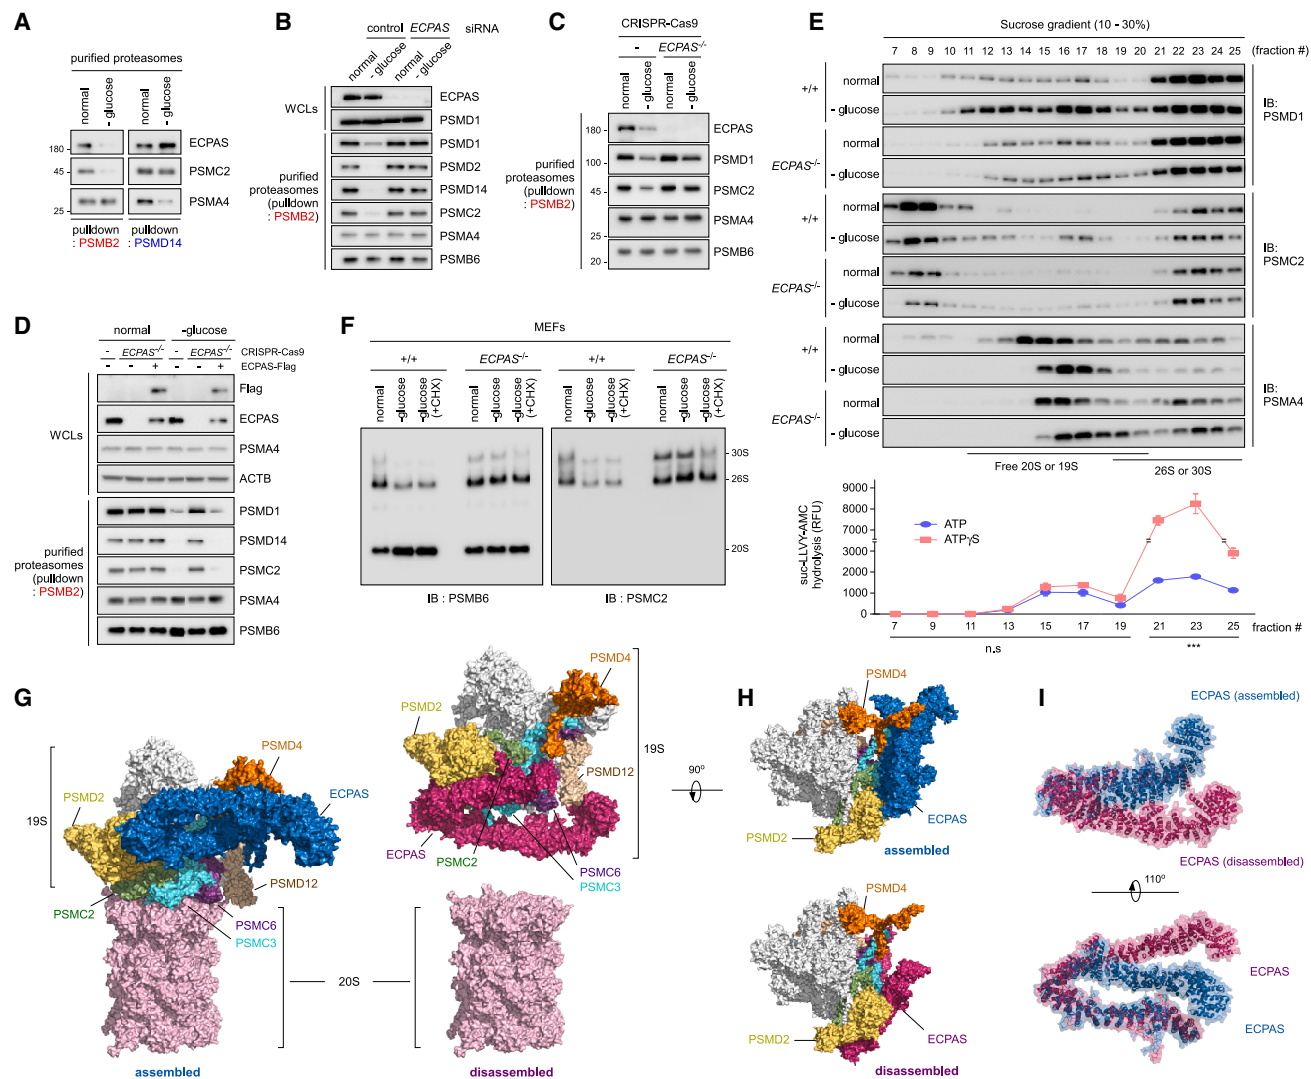 A
purified proteasomes
normal
- glucose
normal
- glucose
180
45
25
ECPAS
PSMC2
PSMA4
pulldown
: PSMB2
pulldown
: PSMD14
B
control
ECPAS
siRNA
normal
- glucose
normal
- glucose
WCLs
ECPAS
PSMD1
purified
proteasomes
(pulldown
: PSMB2)
PSMD1
PSMD2
PSMD14
PSMC2
PSMA4
PSMB6
C
CRISPR-Cas9
-
ECPAS-/-
normal
- glucose
normal
- glucose
180
100
45
25
20
purified
proteasomes
(pulldown
: PSMB2)
ECPAS
PSMD1
PSMC2
PSMA4
PSMB6
D
normal
-glucose
- ECPAS-/- - ECPAS-/- CRISPR-Cas9
- - + - - + ECPAS-Flag
WCLs
Flag
ECPAS
PSMA4
ACTB
purified
proteasomes
(pulldown
: PSMB2)
PSMD1
PSMD14
PSMC2
PSMA4
PSMB6
E
Sucrose gradient (10 - 30%)
7 8 9 10 11 12 13 14 15 16 17 18 19 20 21 22 23 24 25 (fraction #)
+/+
normal
- glucose
ECPAS-/-
normal
- glucose
IB:
PSMD1
+/+
normal
- glucose
ECPAS-/-
normal
- glucose
IB:
PSMC2
+/+
normal
- glucose
ECPAS-/-
normal
- glucose
IB:
PSMA4
Free 20S or 19S
26S or 30S
suc-LLVY-AMC
hydrolysis (RFU)
9000
8000
7000
6000
3000
2000
1000
0
ATP
ATPγS
7 9 11 13 15 17 19 21 23 25 fraction #
n.s
***
F
MEFs
+/+
ECPAS-/-
+/+
ECPAS-/-
normal
-glucose
-glucose
(+CHX)
normal
-glucose
-glucose
(+CHX)
normal
-glucose
-glucose
(+CHX)
normal
-glucose
-glucose
(+CHX)
30S
26S
20S
IB : PSMB6
IB : PSMC2
G
19S
PSMD2
PSMD4
ECPAS
PSMD12
PSMC2
PSMC6
PSMC3
assembled
20S
PSMD4
PSMD2
19S
PSMD12
ECPAS
PSMC2
PSMC6
PSMC3
disassembled
90o
H
PSMD4
PSMD2
ECPAS
assembled
PSMD4
PSMD2
ECPAS
disassembled
I
ECPAS (assembled)
ECPAS (disassembled)
110o
ECPAS
ECPAS